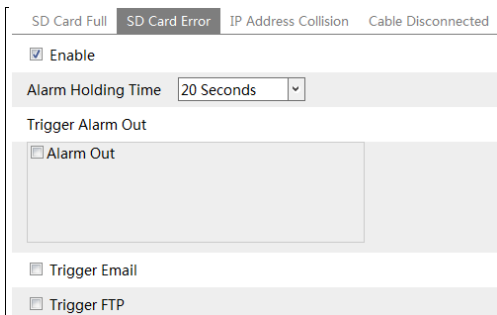 SD Card Full SD Card Error IP Address Collision Cable Disconnected
Enable
Alarm Holding Time 20 Seconds
Trigger Alarm Out
Alarm Out
Trigger Email
Trigger FTP